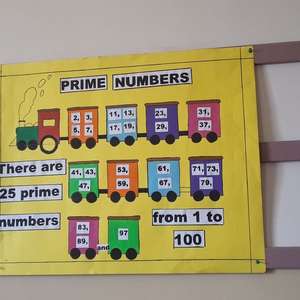 PRIME NUMBERS
2, 3, 11, 13, 23, 31,
5, 7, 17, 19, 29, 37,
There are 41, 43, 53, 61, 71, 73,
47, 59, 67, 79,
25 prime
numbers 83, 97 from 1 to
89, and 100